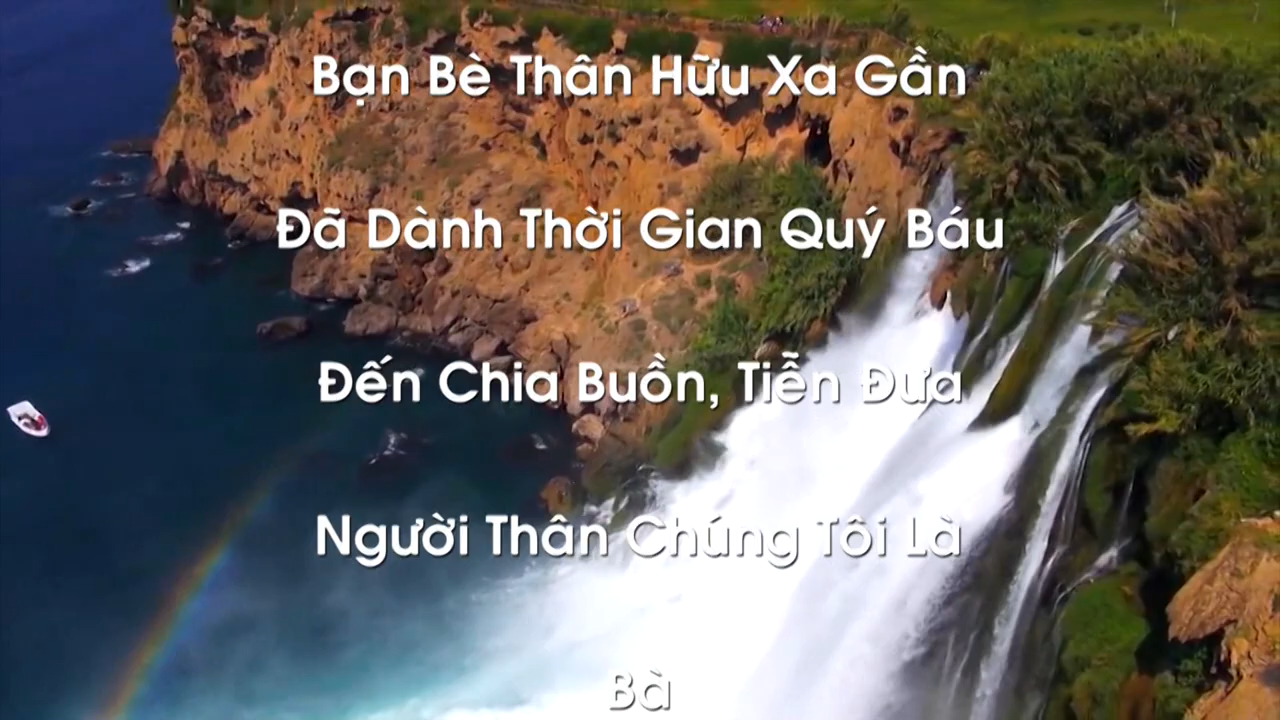 Bạn Bè Thân Hữu Xa Gần
Đã Dành Thời Gian Quý Báu
Đến Chia Buồn, Tiễn Đưa
Người Thân Chúng Tôi Là
Bà